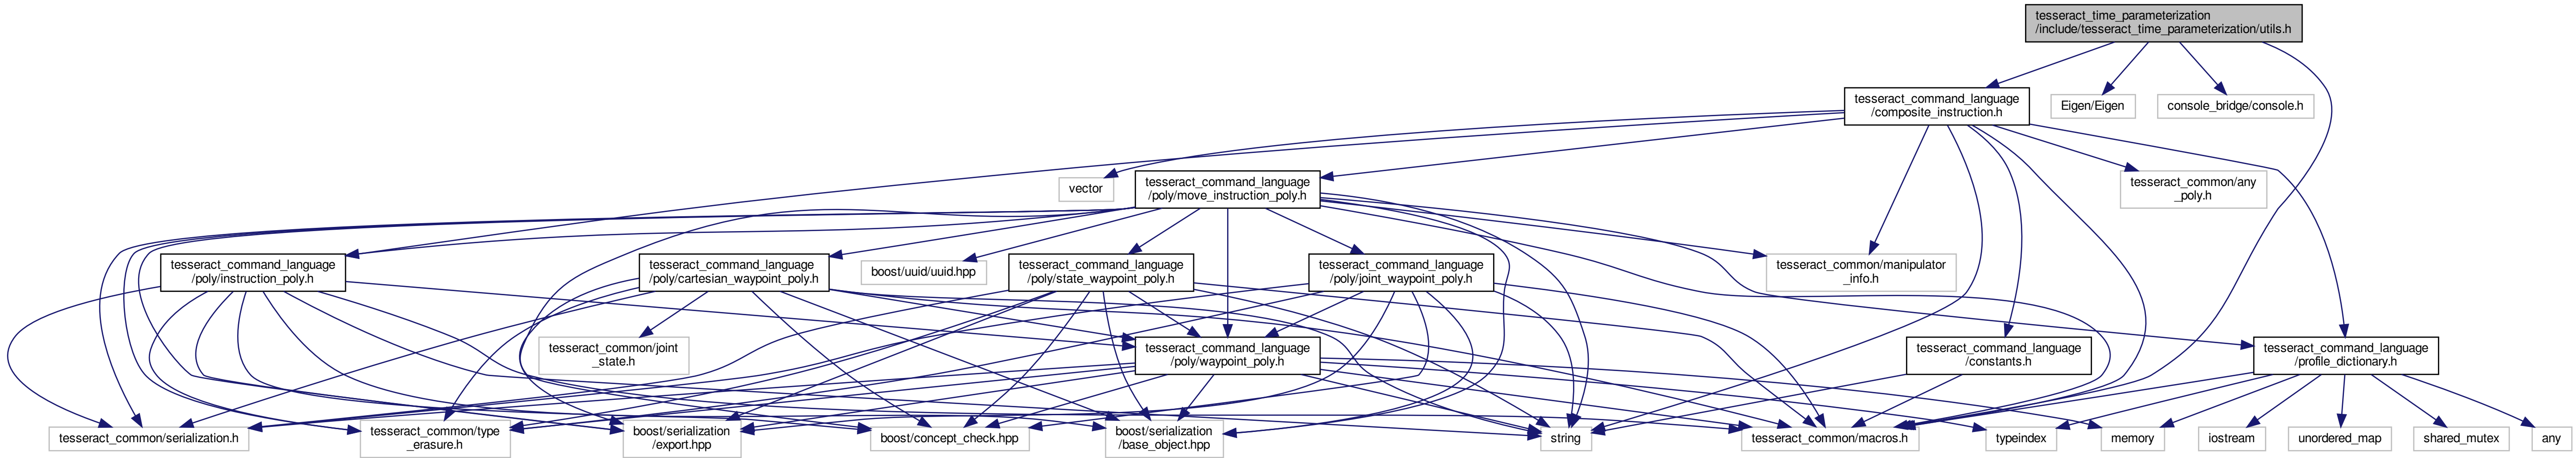 tesseract_time_parameterization
/include/tesseract_time_parameterization/utils.h
tesseract_command_language
/composite_instruction.h
Eigen/Eigen
console_bridge/console.h
vector
tesseract_command_language
/poly/move_instruction_poly.h
tesseract_common/any
_poly.h
tesseract_command_language
/poly/instruction_poly.h
tesseract_command_language
/poly/cartesian_waypoint_poly.h
boost/uuid/uuid.hpp
tesseract_command_language
/poly/state_waypoint_poly.h
tesseract_command_language
/poly/joint_waypoint_poly.h
tesseract_common/manipulator
_info.h
tesseract_common/joint
_state.h
tesseract_command_language
/poly/waypoint_poly.h
tesseract_command_language
/constants.h
tesseract_command_language
/profile_dictionary.h
tesseract_common/serialization.h
tesseract_common/type
_erasure.h
boost/serialization
/export.hpp
boost/concept_check.hpp
boost/serialization
/base_object.hpp
string
tesseract_common/macros.h
typeindex
memory
iostream
unordered_map
shared_mutex
any